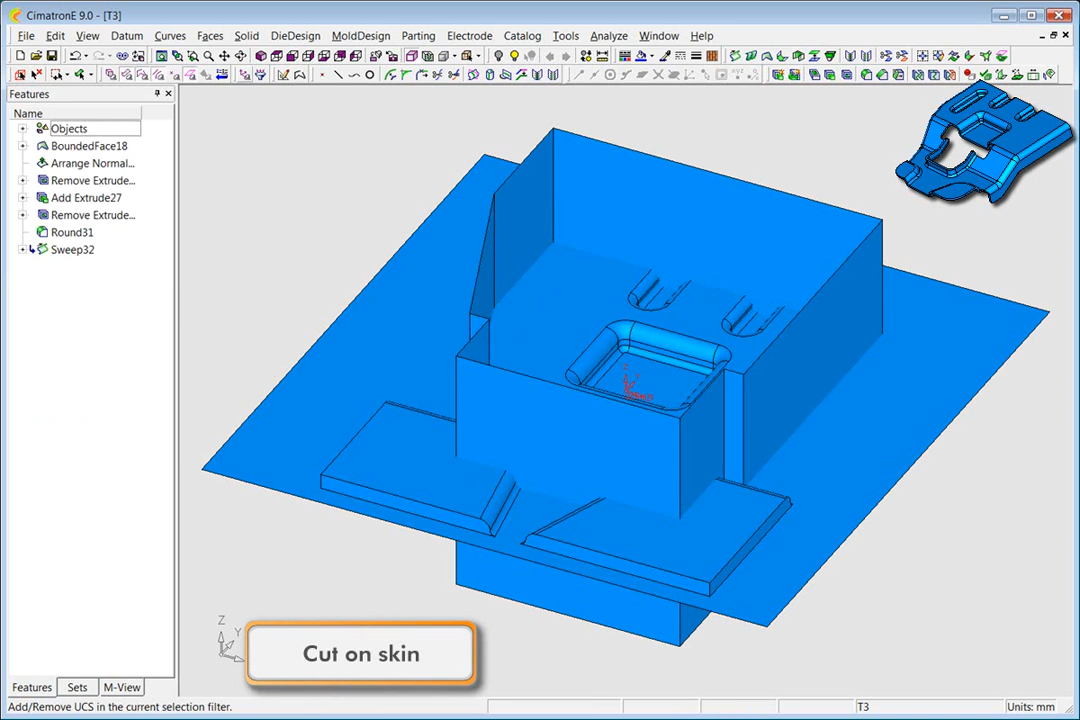 CimatronE 9.0 - [T3]
File Edit View Datum Curves Faces Solid DieDesign MoldDesign Parting Electrode Catalog Tools Analyze Window Help
Features
Name
Objects
BoundedFace18
Arrange Normal...
Remove Extrude...
Add Extrude27
Remove Extrude...
Round31
Sweep32
Z
Y
Cut on skin
Features Sets M-View
Add/Remove UCS in the current selection filter. T3 Units: mm